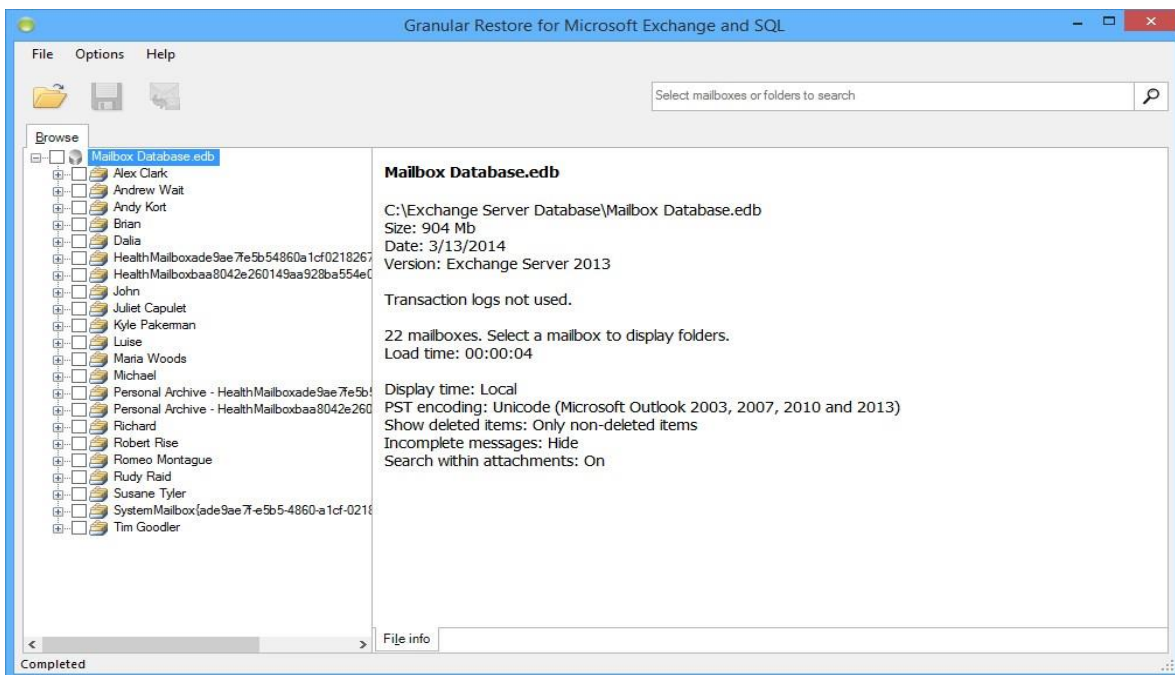 Granular Restore for Microsoft Exchange and SQL
File Options Help
Select mailboxes or folders to search
Browse
Mailbox Database.edb
Alex Clark
Andrew Wait
Andy Kort
Brian
Dalia
HealthMailboxade9ae7fe5b54860a1cf0218267
HealthMailboxbaa8042e260149aa928ba554e0
John
Juliet Capulet
Kyle Pakerman
Luise
Maria Woods
Michael
Personal Archive - HealthMailboxade9ae7fe5b5
Personal Archive - HealthMailboxbaa8042e260
Richard
Robert Rise
Romeo Montague
Rudy Raid
Susane Tyler
SystemMailbox{ade9ae7f-e5b5-4860-a1cf-0218
Tim Goodler
Mailbox Database.edb
C:\Exchange Server Database\Mailbox Database.edb
Size: 904 Mb
Date: 3/13/2014
Version: Exchange Server 2013
Transaction logs not used.
22 mailboxes. Select a mailbox to display folders.
Load time: 00:00:04
Display time: Local
PST encoding: Unicode (Microsoft Outlook 2003, 2007, 2010 and 2013)
Show deleted items: Only non-deleted items
Incomplete messages: Hide
Search within attachments: On
File info
Completed